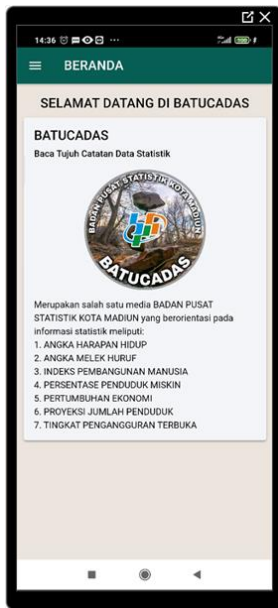 14:36
BERANDA
SELAMAT DATANG DI BATUCADAS
BATUCADAS
Baca Tujuh Catatan Data Statistik
BADAN PUSAT STATISTIK KOTA MADIUN
BATUCADAS
Merupakan salah satu media BADAN PUSAT
STATISTIK KOTA MADIUN yang berorientasi pada
informasi statistik meliputi:
1. ANGKA HARAPAN HIDUP
2. ANGKA MELEK HURUF
3. INDEKS PEMBANGUNAN MANUSIA
4. PERSENTASE PENDUDUK MISKIN
5. PERTUMBUHAN EKONOMI
6. PROYEKSI JUMLAH PENDUDUK
7. TINGKAT PENGANGGURAN TERBUKA